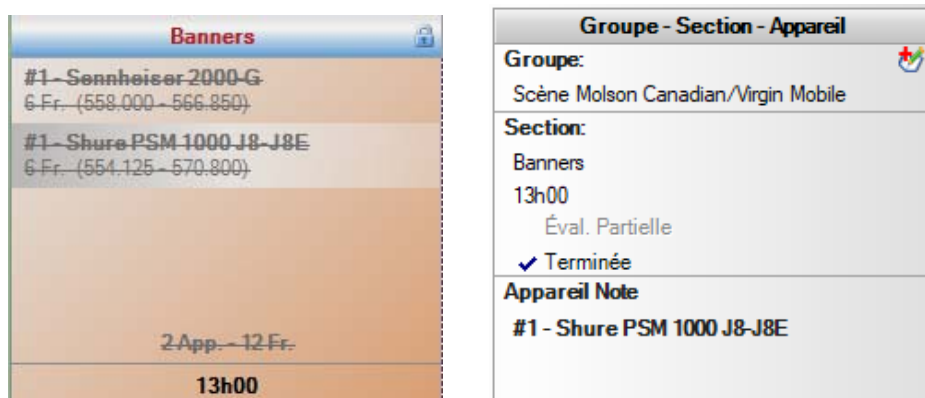 Banners
#1 - Sennheiser 2000-G
6 Fr. (558.000 - 566.850)
#1 - Shure PSM 1000 J8-J8E
6 Fr. (554.125 - 570.800)
2 App. - 12 Fr.
13h00
Groupe - Section - Appareil
Groupe:
Scène Molson Canadian/Virgin Mobile
Section:
Banners
13h00
Éval. Partielle
Terminée
Appareil Note
#1 - Shure PSM 1000 J8-J8E